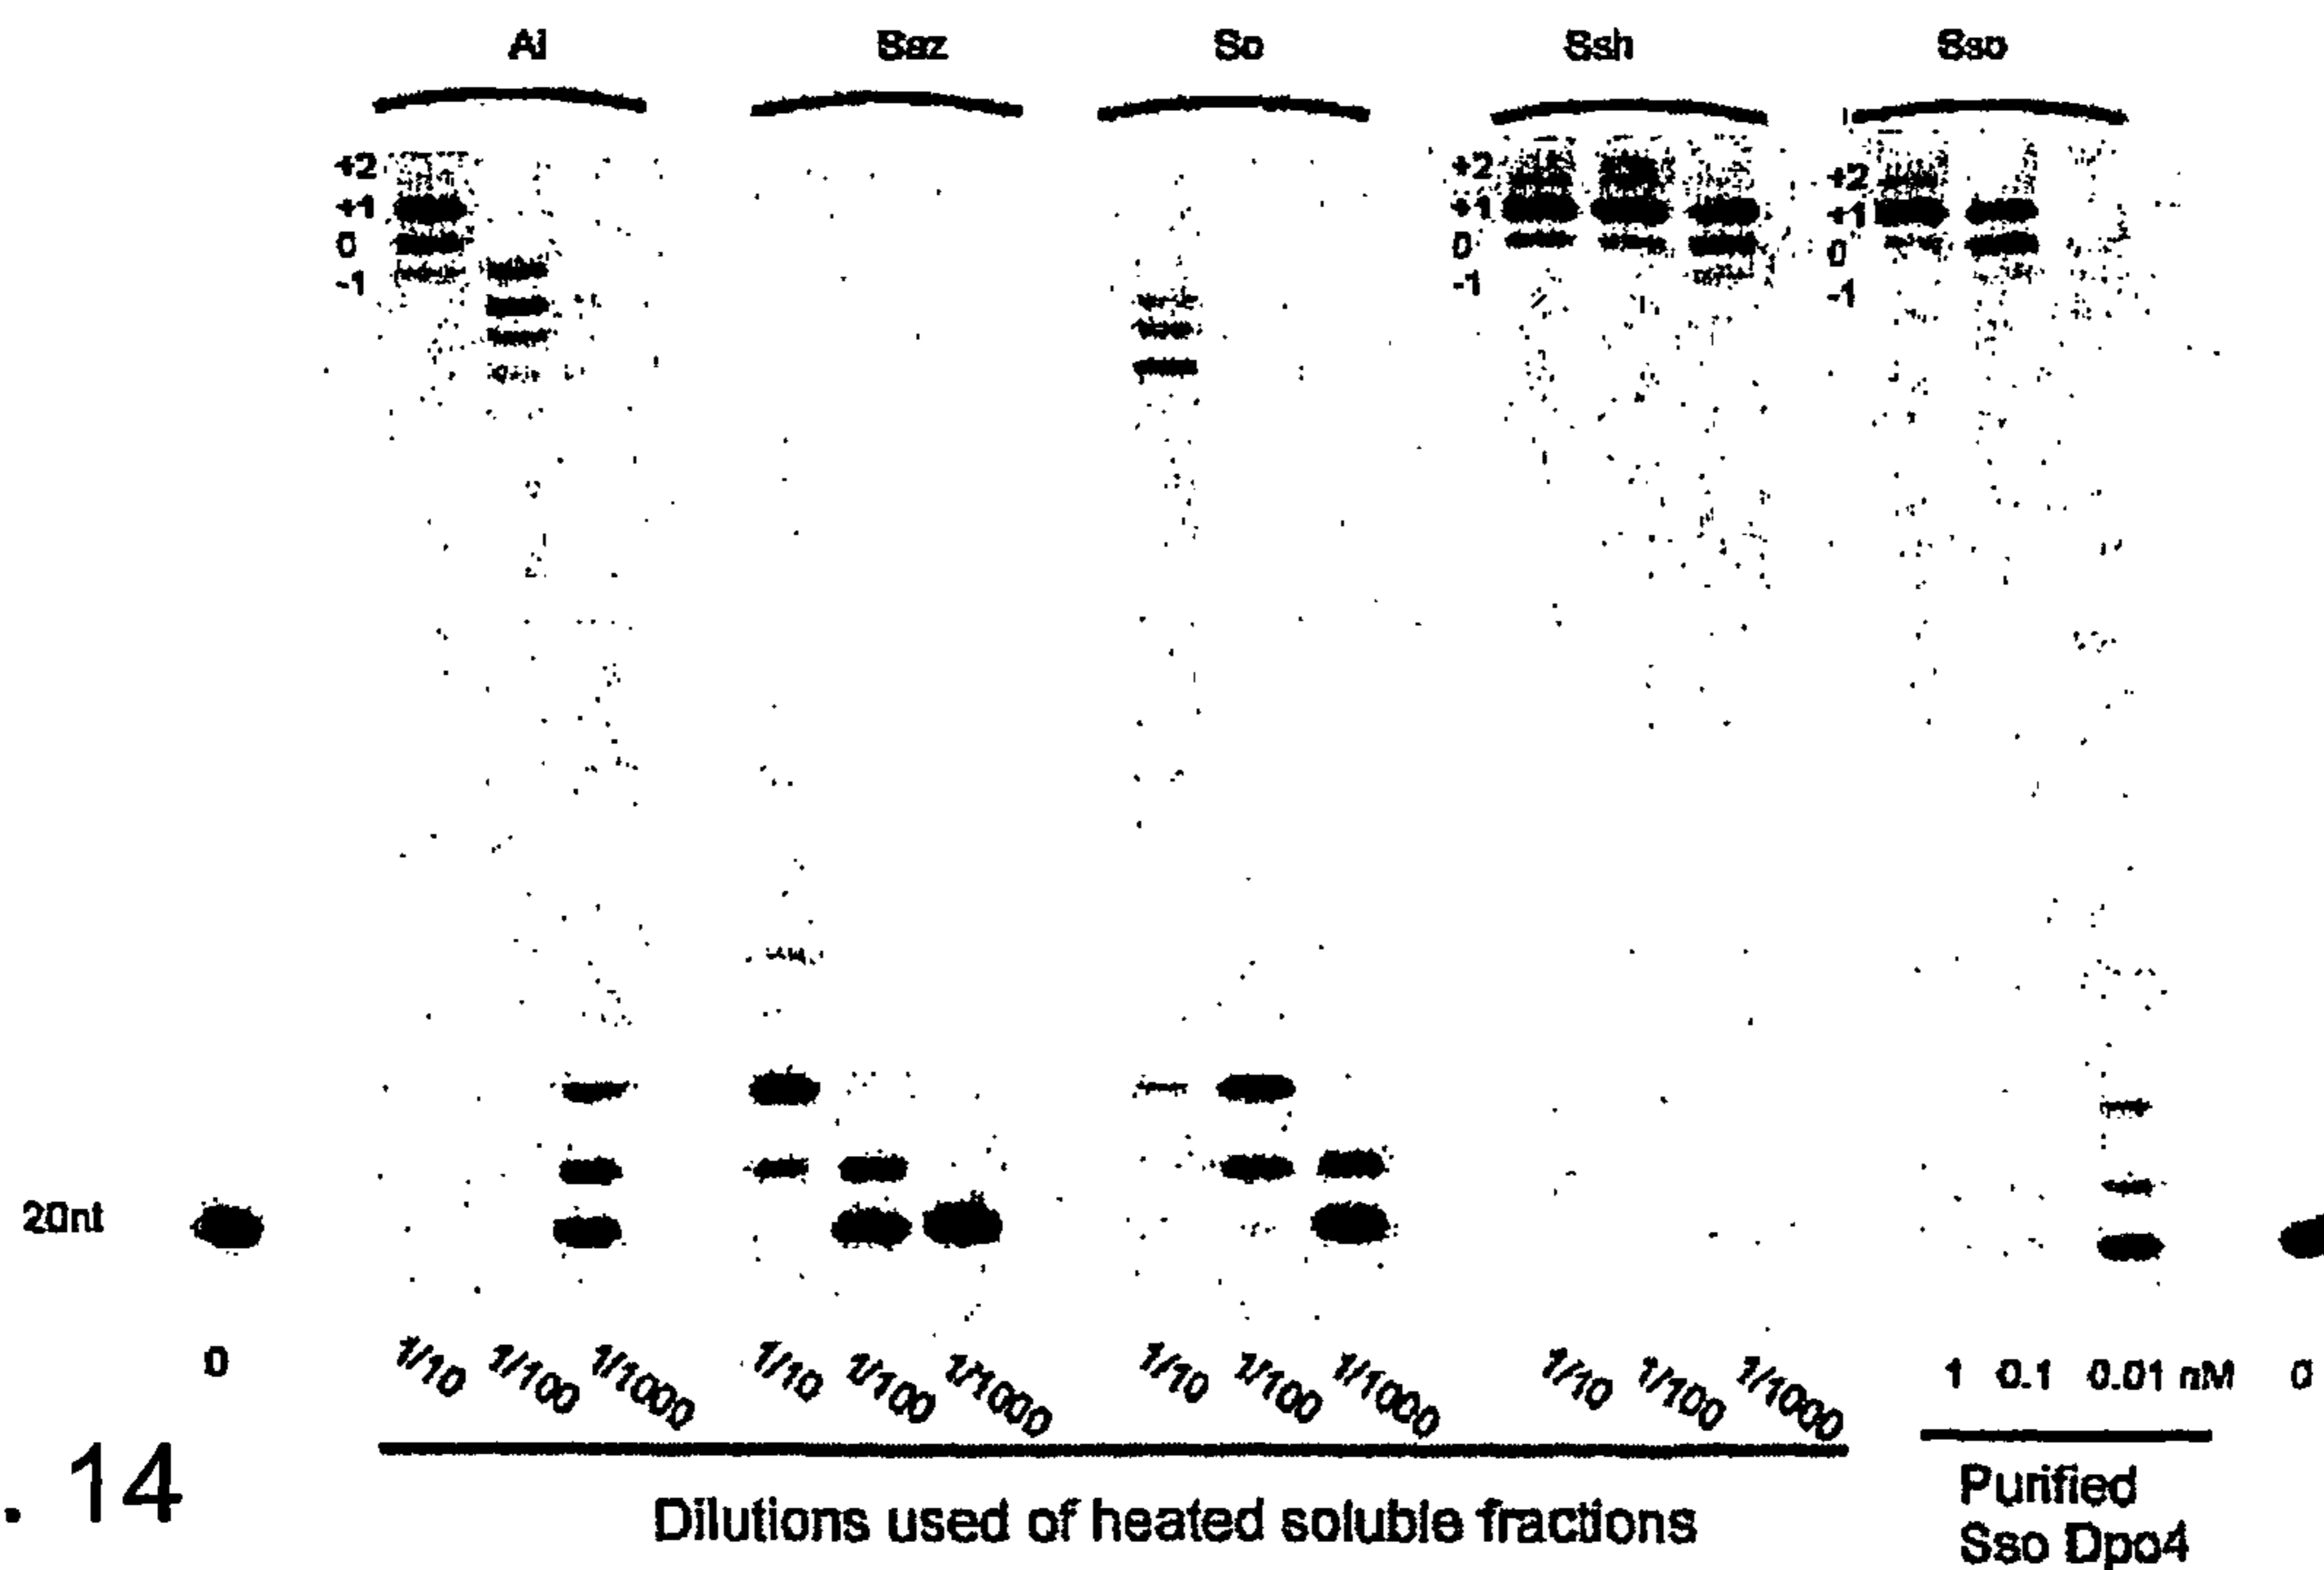 Ai Saz So Ssh Sso
+2 +2 +2
+1 +1 +1
0 0 0
-1 -1 -1
20nt
0 1/10 1/100 1/1000 1/10 1/100 1/1000 1/10 1/100 1/1000 1/10 1/100 1/1000 1 0.1 0.01 nM 0
. 14
Dilutions used of heated soluble fractions
Purified
Sso Dpo4